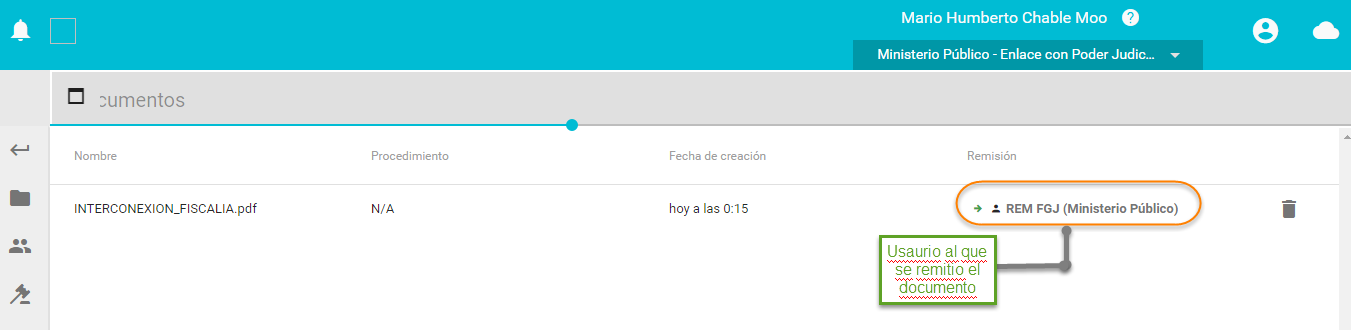 Mario Humberto Chable Moo ?
Ministerio Público - Enlace con Poder Judic...
cumentos
Nombre Procedimiento Fecha de creación Remisión
INTERCONEXION_FISCALIA.pdf N/A hoy a las 0:15 REM FGJ (Ministerio Público)
Usaurio al que
se remitio el
documento